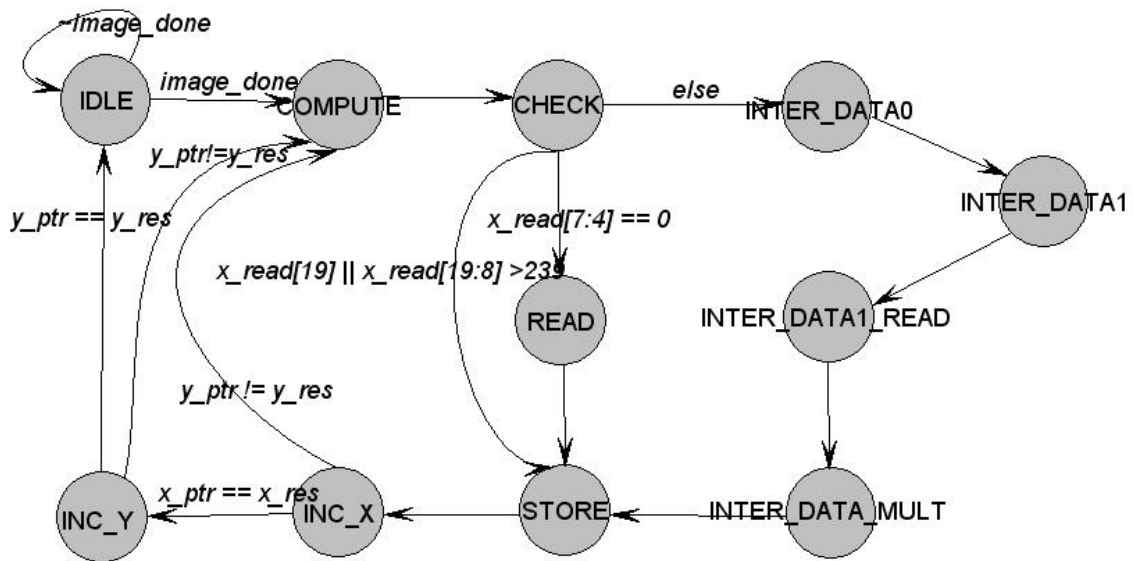 ~image_done
IDLE
image_done
COMPUTE
CHECK
else
INTER_DATA0
y_ptr!=y_res
INTER_DATA1
y_ptr == y_res
x_read[7:4] == 0
x_read[19] || x_read[19:8] >239
READ
INTER_DATA1_READ
y_ptr != y_res
x_ptr == x_res
INC_Y
INC_X
STORE
INTER_DATA_MULT